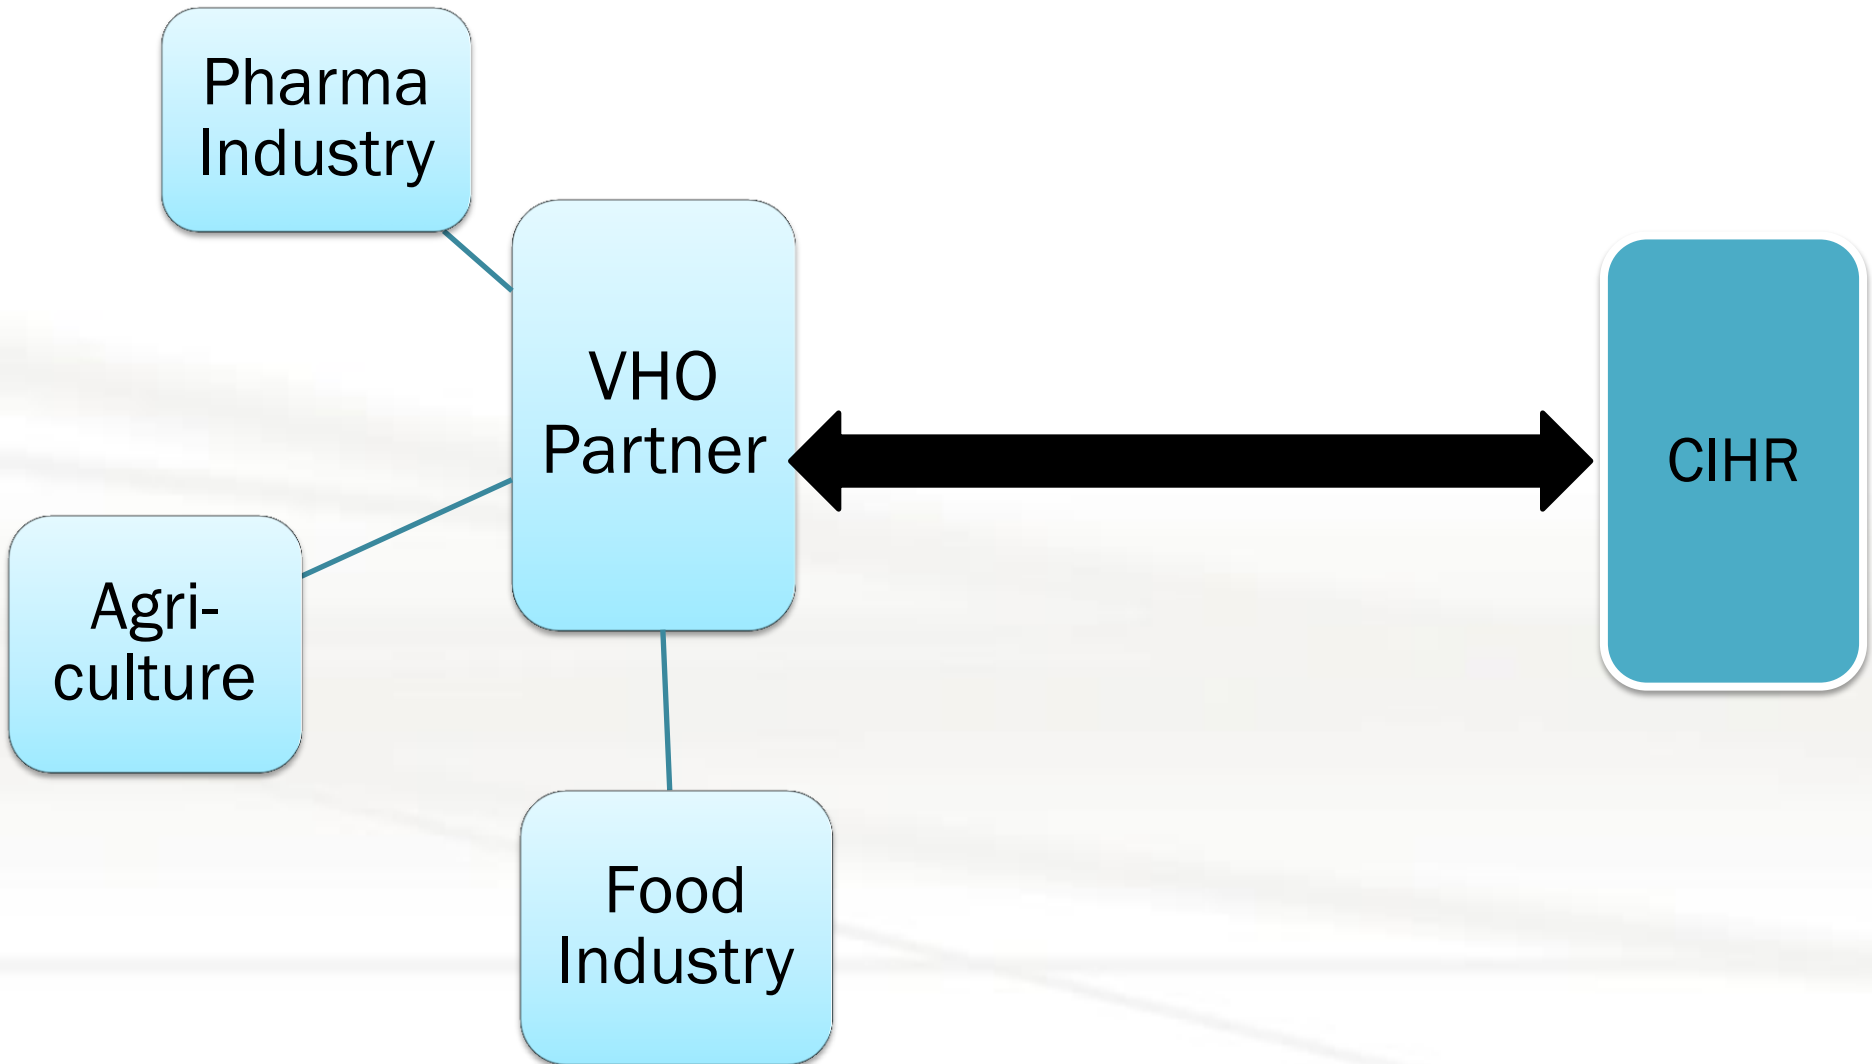 Pharma
Industry
VHO
Partner
CIHR
Agri-
culture
Food
Industry